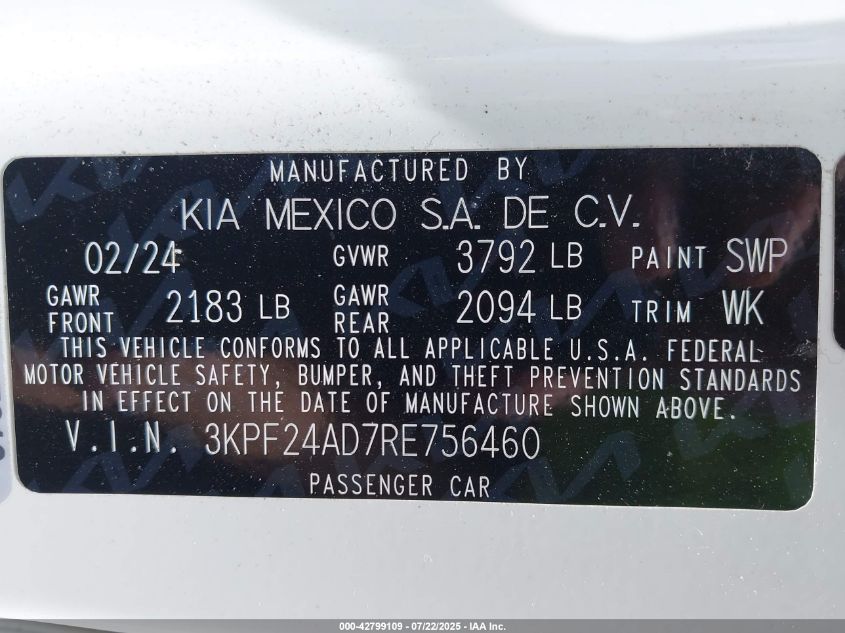 MANUFACTURED BY
KIA MEXICO S.A. DE C.V.
02/24 GVWR 3792 LB PAINT SWP
GAWR FRONT 2183 LB GAWR REAR 2094 LB TRIM WK
THIS VEHICLE CONFORMS TO ALL APPLICABLE U.S.A. FEDERAL
MOTOR VEHICLE SAFETY, BUMPER, AND THEFT PREVENTION STANDARDS
IN EFFECT ON THE DATE OF MANUFACTURE SHOWN ABOVE.
V.I.N. 3KPF24AD7RE756460
PASSENGER CAR
000-42799109 - 07/22/2025 - IAA Inc.